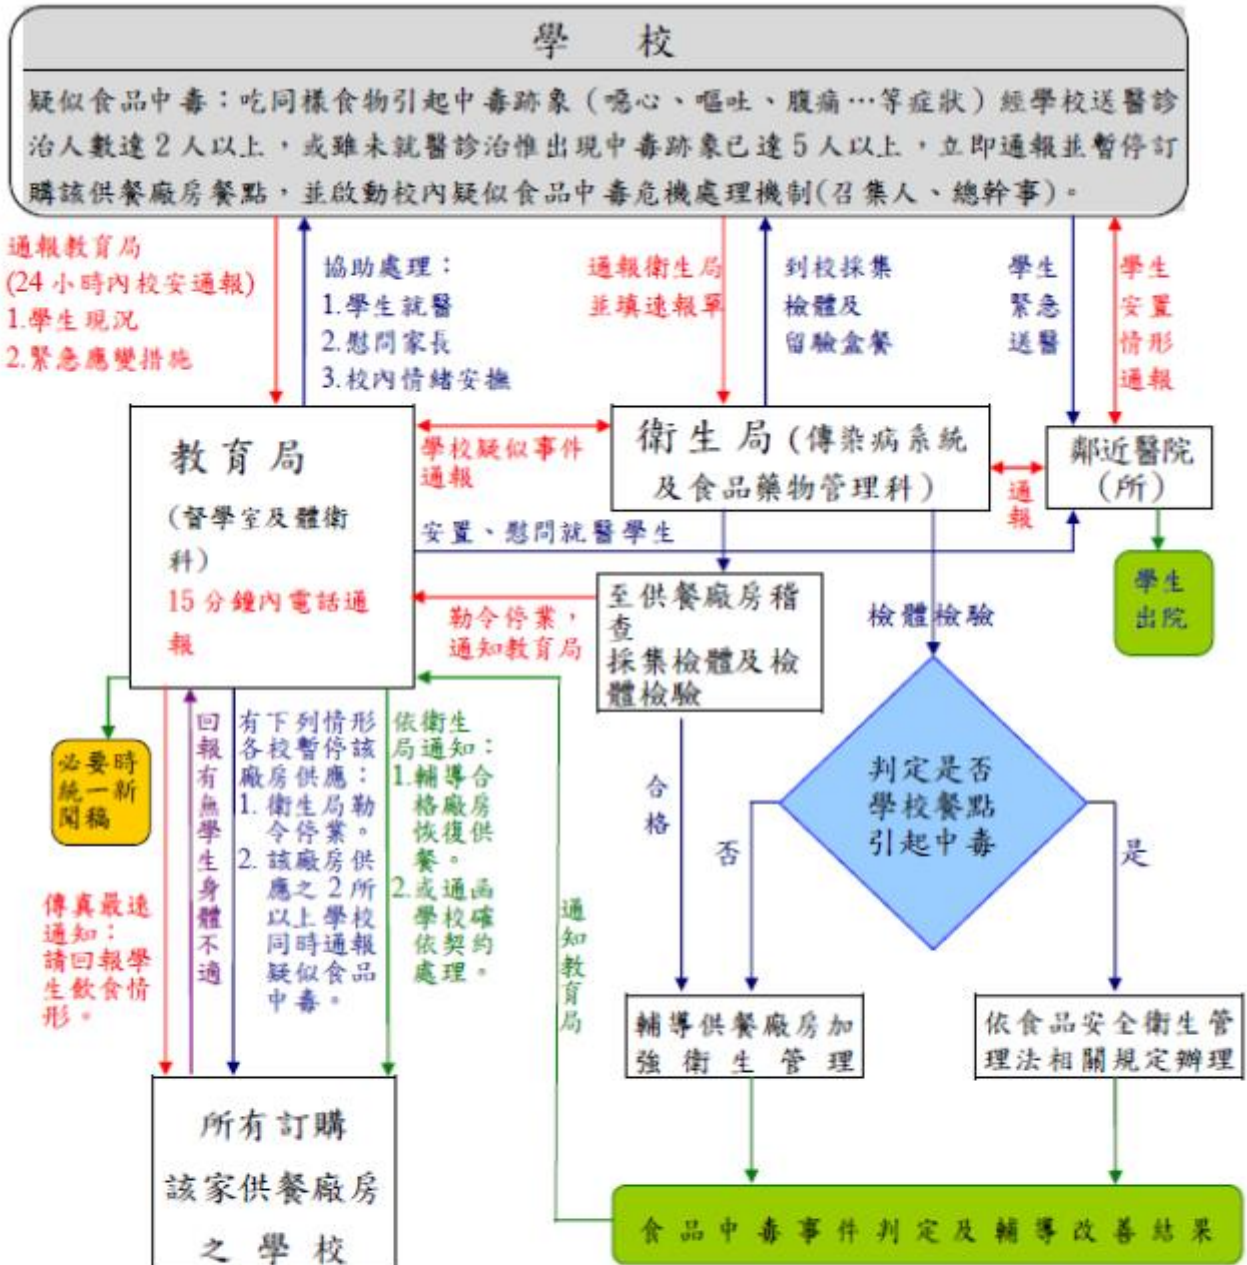 學 校
疑似食品中毒：吃同樣食物引起中毒跡象（噁心、嘔吐、腹痛…等症狀）經學校送醫診
治人數達2人以上，或雖未就醫診治惟出現中毒跡象已達5人以上，立即通報並暫停訂
購該供餐廠房餐點，並啟動校內疑似食品中毒危機處理機制(召集人、總幹事)。
通報教育局
(24小時內校安通報)
1.學生現況
2.緊急應變措施
協助處理：
1.學生就醫
2.慰問家長
3.校內情緒安撫
通報衛生局
並填速報單
到校採集
檢體及
留驗盒餐
學生
緊急
送醫
學生
安置
情形
通報
教育局
(督學室及體衛
科)
15分鐘內電話通
報
學校疑似事件
通報
衛生局(傳染病系統
及食品藥物管理科)
通
報
鄰近醫院
(所)
安置、慰問就醫學生
勒令停業，
通知教育局
至供餐廠房稽
查
採集檢體及檢
體檢驗
檢體檢驗
學生
出院
必要時
統一新
聞稿
傳真最速
通知：
請回報學
生飲食情
形。
回
報
有
無
學
生
身
體
不
適
有下列情形
各校暫停該
廠房供應：
1. 衛生局勒
令停業。
2. 該廠房供
應之2所
以上學校
同時通報
疑似食品
中毒。
依衛生
局通知：
1.輔導合
格廠房
恢復供
餐。
2.或通函
學校確
依契約
處理。
通
知
教
育
局
合
格
否
判定是否
學校餐點
引起中毒
是
輔導供餐廠房加
強衛生管理
依食品安全衛生管
理法相關規定辦理
所有訂購
該家供餐廠房
之學校
食品中毒事件判定及輔導改善結果